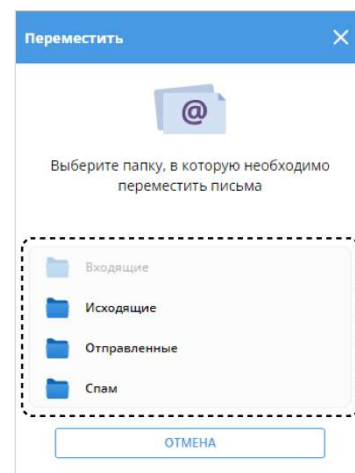 Переместить
@
Выберите папку, в которую необходимо
переместить письма
Входящие
Исходящие
Отправленные
Спам
ОТМЕНА